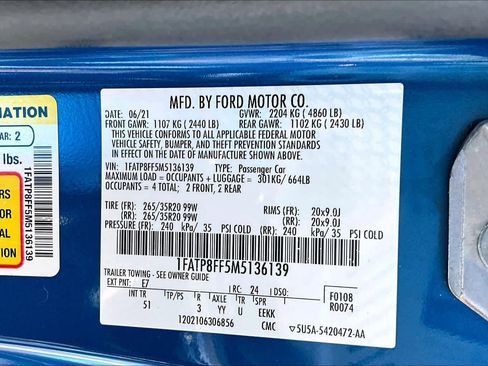 MFD. BY FORD MOTOR CO.
DATE: 06/21 GVWR: 2204 KG ( 4860 LB)
FRONT GAWR: 1107 KG ( 2440 LB) REAR GAWR: 1102 KG ( 2430 LB)
THIS VEHICLE CONFORMS TO ALL APPLICABLE FEDERAL MOTOR
VEHICLE SAFETY, BUMPER, AND THEFT PREVENTION STANDARDS IN
EFFECT ON THE DATE OF MANUFACTURE SHOWN ABOVE.
VIN: 1FATP8FF5M5136139 TYPE: Passenger Car
MAXIMUM LOAD = OCCUPANTS + LUGGAGE = 301KG/ 664LB
OCCUPANTS = 4 TOTAL; 2 FRONT, 2 REAR
TIRE (FR): 265/35R20 99W RIMS (FR): 20x9.0J
(RR): 265/35R20 99W (RR): 20x9.0J
PRESSURE (FR): 240 kPa/ 35 PSI COLD (RR): 240 kPa/ 35 PSI COLD
1FATP8FF5M5136139
TRAILER TOWING - SEE OWNER GUIDE
EXT PNT: E7 RC: 24 DSO: F0108
INT TR TP/PS R AXLE TR SPR R0074
51 3 YY U EEKK
1202106306856 CMC 5U5A-5420472-AA
MATION
AR: 2
lbs.
1FATP8FF5M5136139